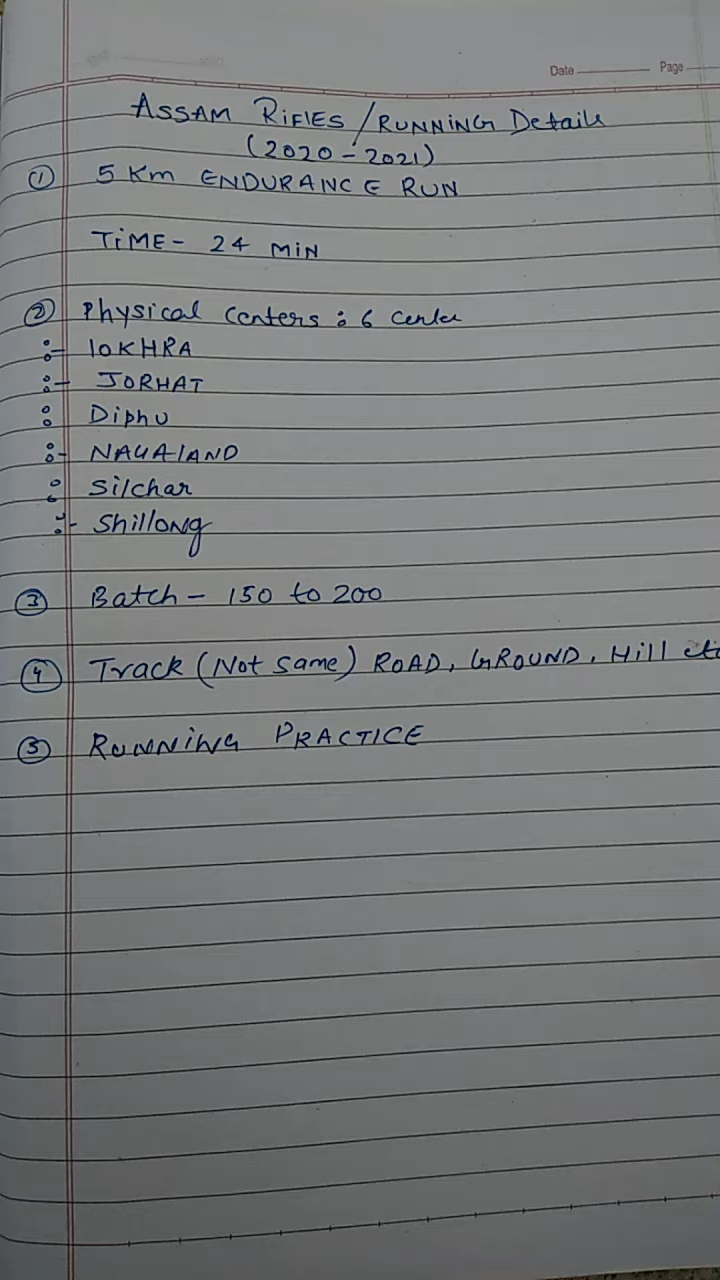 Date Page
ASSAM RIFlES / RUNNING Details
(2020-2021)
① 5 Km ENDURANCE RUN
TiME- 24 MiN
② Physical Centers : 6 Center
:- lOKHRA
:- JORHAT
: Diphu
:- NAGAlAND
: Silchar
:- Shillong
③ Batch - 150 to 200
④ Track (Not Same) ROAD, GROUND, Hill etc
⑤ RUNNiNG PRACTICE